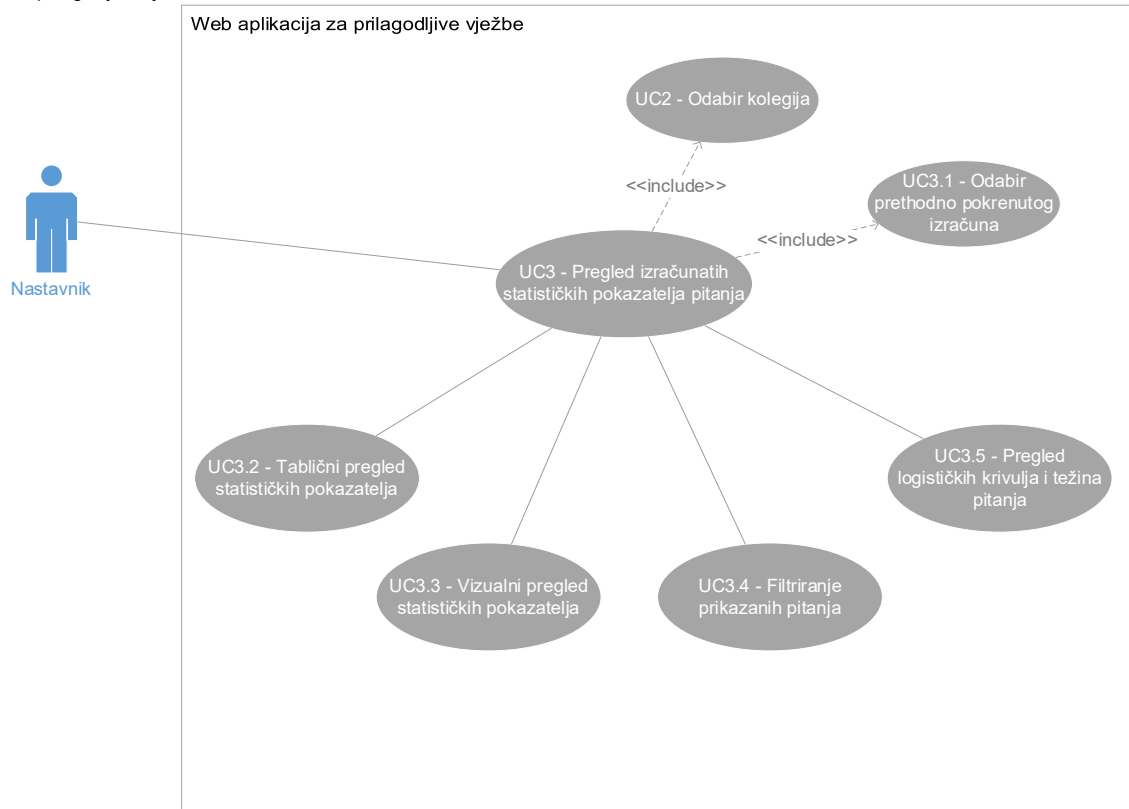 Web aplikacija za prilagodljive vježbe
UC2 - Odabir kolegija
<<include>>
UC3.1 - Odabir
prethodno pokrenutog
izračuna
<<include>>
UC3 - Pregled izračunatih
statističkih pokazatelja pitanja
Nastavnik
UC3.2 - Tablični pregled
statističkih pokazatelja
UC3.5 - Pregled
logističkih krivulja i težina
pitanja
UC3.3 - Vizualni pregled
statističkih pokazatelja
UC3.4 - Filtriranje
prikazanih pitanja